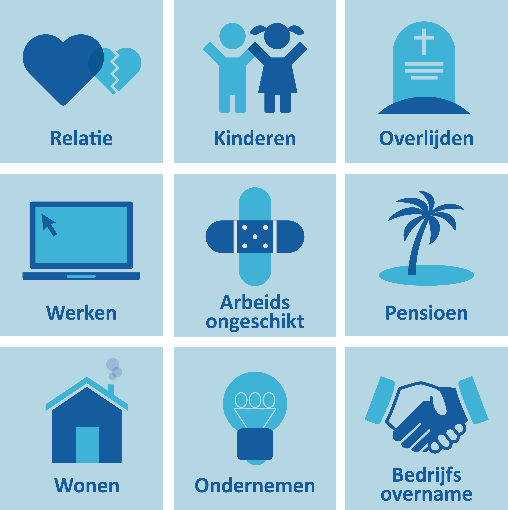 Relatie
Kinderen
Overlijden
Werken
Arbeids
ongeschikt
Pensioen
Wonen
Ondernemen
Bedrijfs
overname